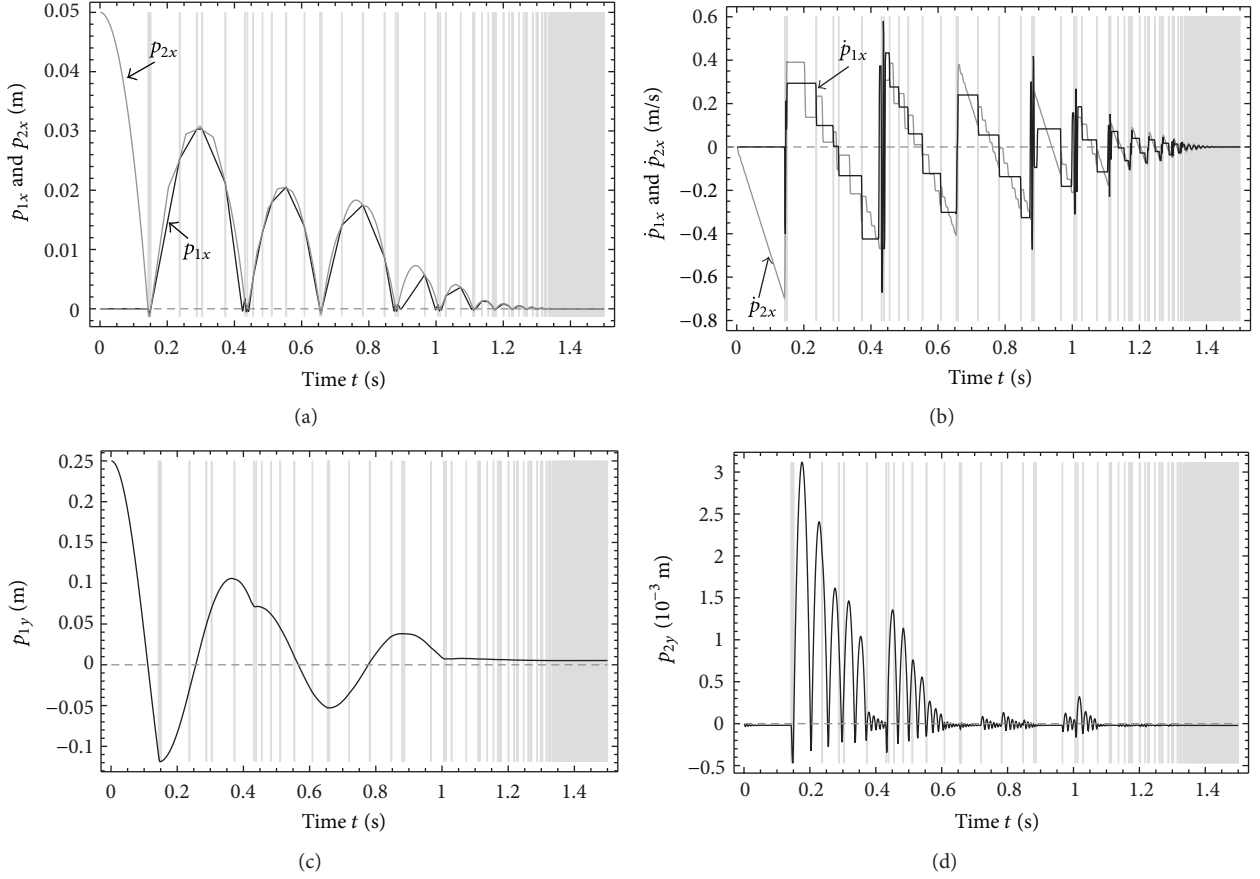 0.05
0.04
0.03
0.02
0.01
0
p1x and p2x (m)
p2x
p1x
0 0.2 0.4 0.6 0.8 1 1.2 1.4
Time t (s)
(a)
0.6
0.4
0.2
0
−0.2
−0.4
−0.6
−0.8
ṗ1x and ṗ2x (m/s)
ṗ1x
ṗ2x
0 0.2 0.4 0.6 0.8 1 1.2 1.4
Time t (s)
(b)
0.25
0.2
0.15
0.1
0.05
0
−0.05
−0.1
p1y (m)
0 0.2 0.4 0.6 0.8 1 1.2 1.4
Time t (s)
(c)
3
2.5
2
1.5
1
0.5
0
−0.5
p2y (10−3 m)
0 0.2 0.4 0.6 0.8 1 1.2 1.4
Time t (s)
(d)